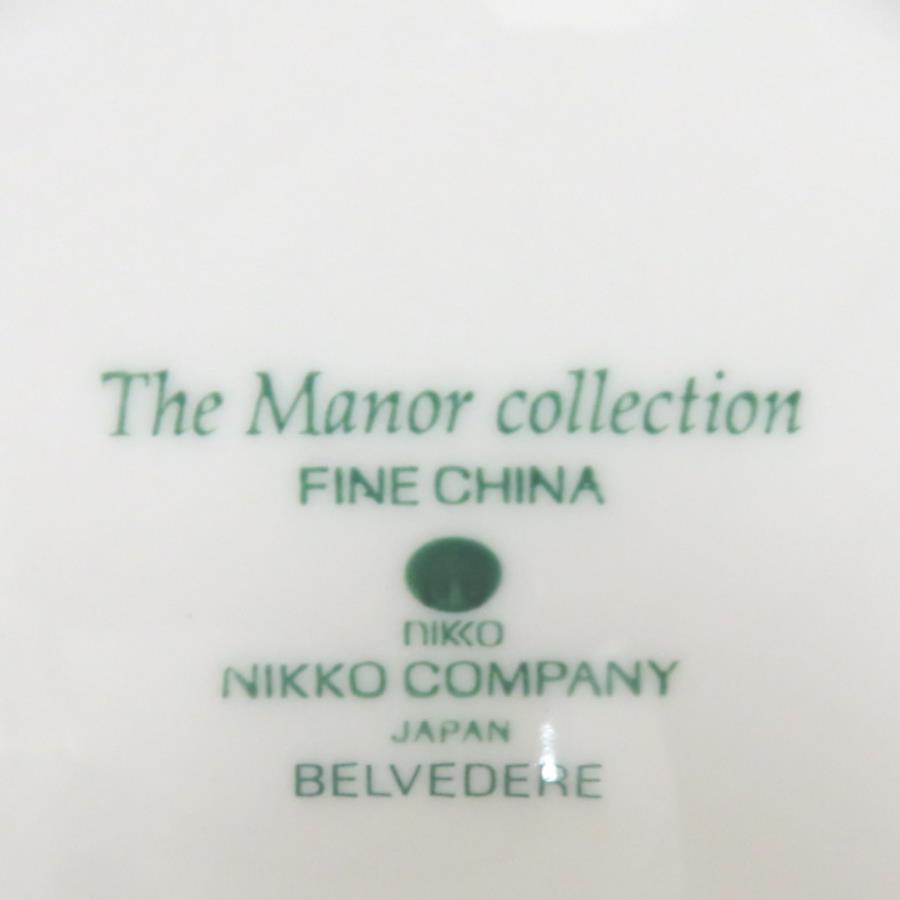 The Manor collection
FINE CHINA
nikko
NIKKO COMPANY
JAPAN
BELVEDERE